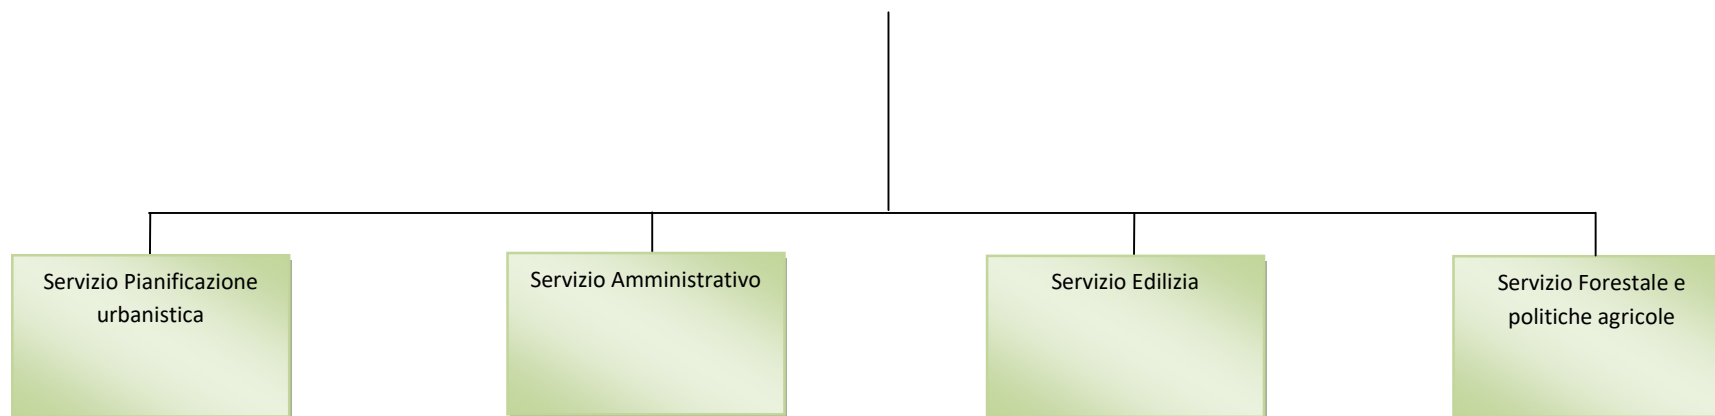 Servizio Pianificazione
urbanistica
Servizio Amministrativo
Servizio Edilizia
Servizio Forestale e
politiche agricole